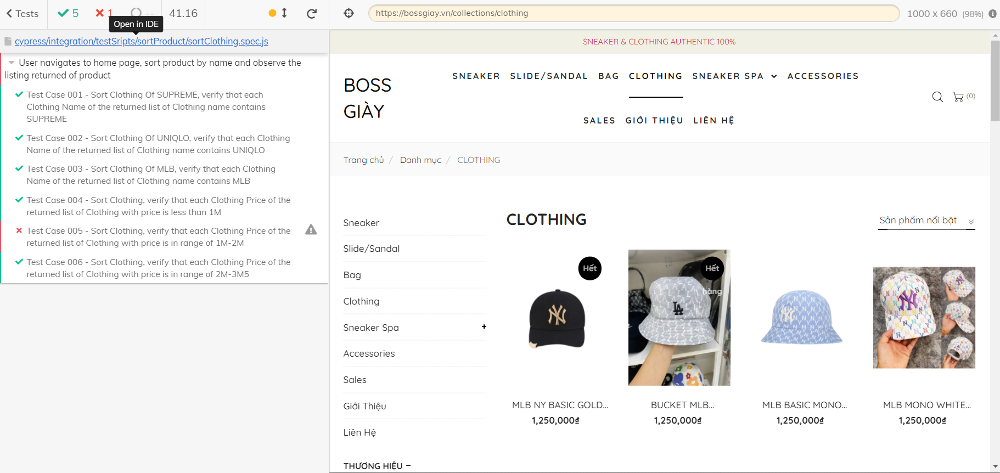 Tests
5
1
--
41.16
Open in IDE
cypress/integration/testSripts/sortProduct/sortClothing.spec.js
User navigates to home page, sort product by name and observe the
listing returned of product
Test Case 001 - Sort Clothing Of SUPREME, verify that each
Clothing Name of the returned list of Clothing name contains
SUPREME
Test Case 002 - Sort Clothing Of UNIQLO, verify that each Clothing
Name of the returned list of Clothing name contains UNIQLO
Test Case 003 - Sort Clothing Of MLB, verify that each Clothing
Name of the returned list of Clothing name contains MLB
Test Case 004 - Sort Clothing, verify that each Clothing Price of the
returned list of Clothing with price is less than 1M
Test Case 005 - Sort Clothing, verify that each Clothing Price of the
returned list of Clothing with price is in range of 1M-2M
Test Case 006 - Sort Clothing, verify that each Clothing Price of the
returned list of Clothing with price is in range of 2M-3M5
https://bossgiay.vn/collections/clothing
1000 x 660 (98%)
SNEAKER & CLOTHING AUTHENTIC 100%
BOSS
GIÀY
SNEAKER SLIDE/SANDAL BAG CLOTHING SNEAKER SPA ACCESSORIES
SALES GIỚI THIỆU LIÊN HỆ
(0)
Trang chủ / Danh mục / CLOTHING
Sneaker
Slide/Sandal
Bag
Clothing
Sneaker Spa +
Accessories
Sales
Giới Thiệu
Liên Hệ
THƯƠNG HIỆU –
CLOTHING
Sản phẩm nổi bật
Hết
NY
MLB NY BASIC GOLD...
1,250,000₫
Hết
hàng
LA
BUCKET MLB...
1,250,000₫
NY
MLB BASIC MONO...
1,250,000₫
NY
MLB MONO WHITE...
1,250,000₫